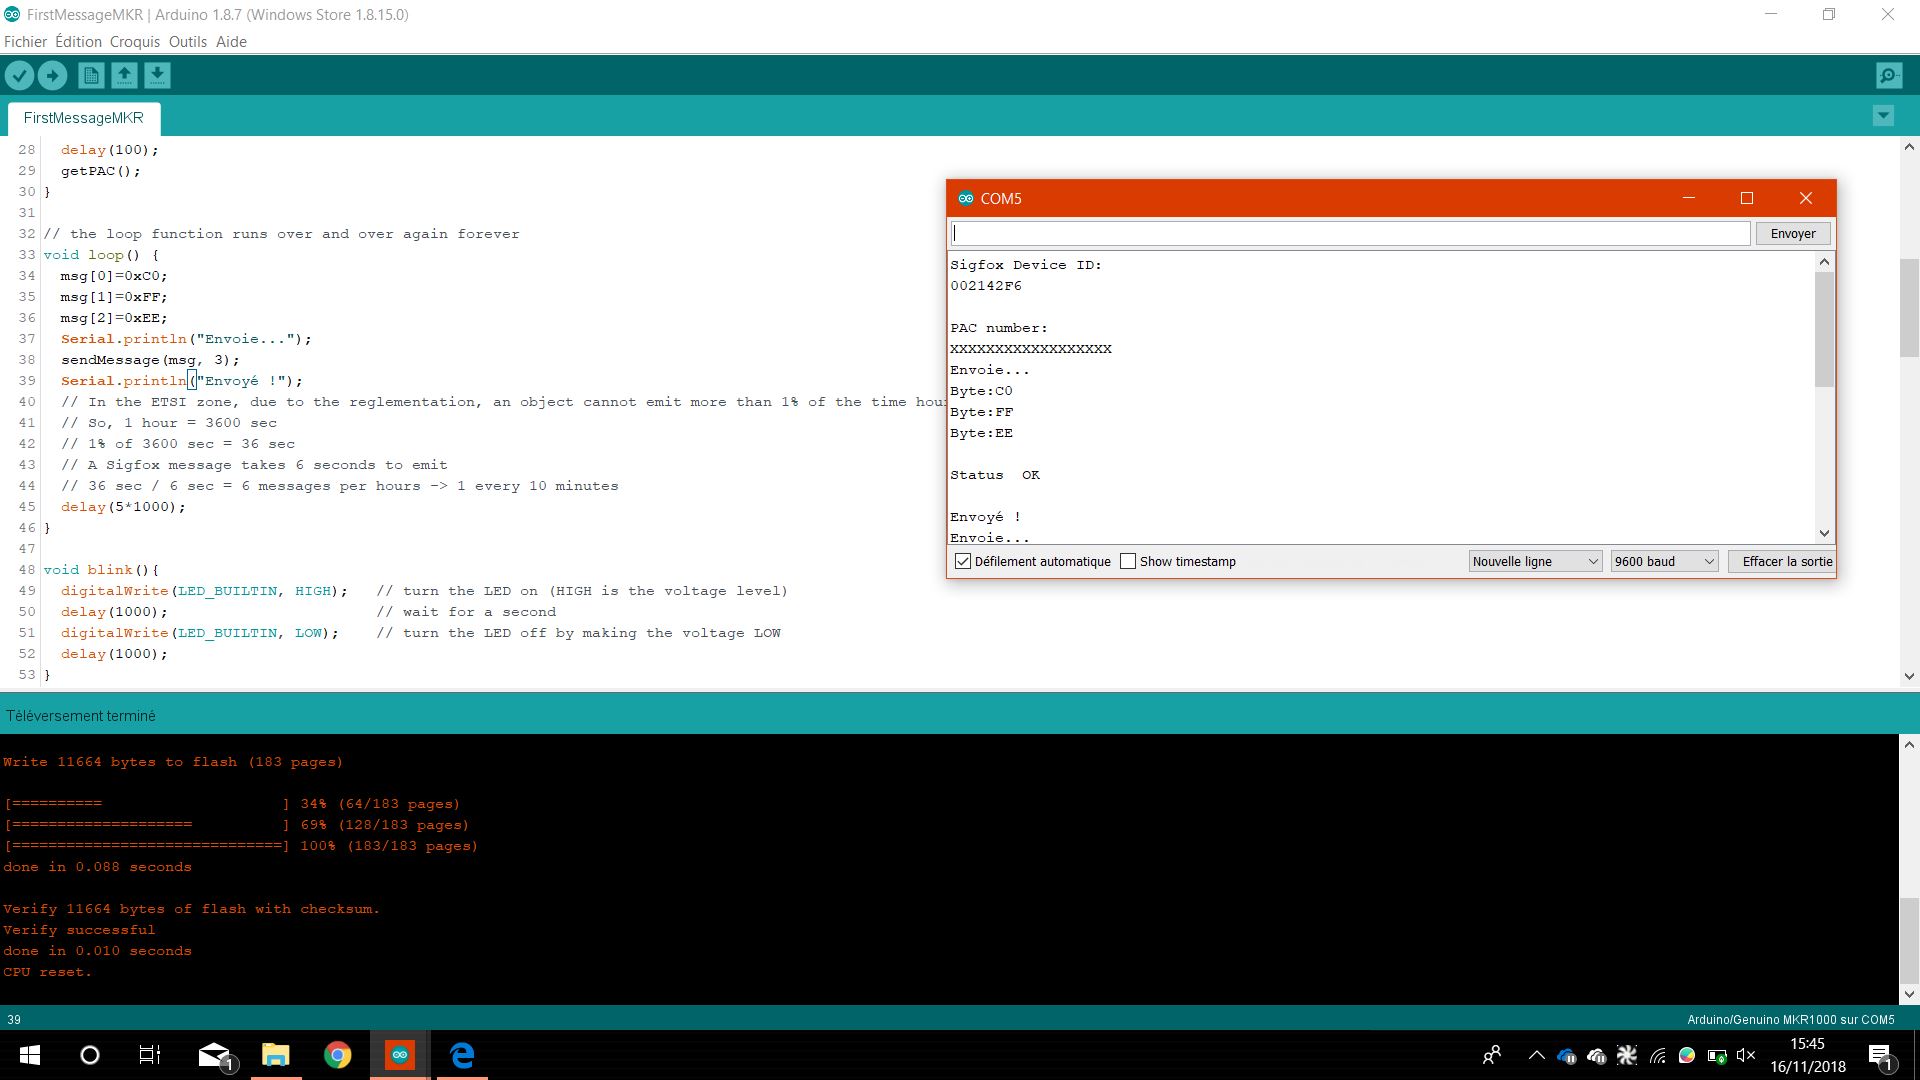 FirstMessageMKR | Arduino 1.8.7 (Windows Store 1.8.15.0)
Fichier Édition Croquis Outils Aide
FirstMessageMKR
28 delay(100);
29 getPAC();
30 }
31
32 // the loop function runs over and over again forever
33 void loop() {
34 msg[0]=0xC0;
35 msg[1]=0xFF;
36 msg[2]=0xEE;
37 Serial.println("Envoie...");
38 sendMessage(msg, 3);
39 Serial.println("Envoyé !");
40 // In the ETSI zone, due to the reglementation, an object cannot emit more than 1% of the time hou
41 // So, 1 hour = 3600 sec
42 // 1% of 3600 sec = 36 sec
43 // A Sigfox message takes 6 seconds to emit
44 // 36 sec / 6 sec = 6 messages per hours -> 1 every 10 minutes
45 delay(5*1000);
46 }
47
48 void blink(){
49 digitalWrite(LED_BUILTIN, HIGH); // turn the LED on (HIGH is the voltage level)
50 delay(1000); // wait for a second
51 digitalWrite(LED_BUILTIN, LOW); // turn the LED off by making the voltage LOW
52 delay(1000);
53 }
COM5
Envoyer
Sigfox Device ID:
002142F6
PAC number:
XXXXXXXXXXXXXXXXXX
Envoie...
Byte:C0
Byte:FF
Byte:EE
Status OK
Envoyé !
Envoie...
Défilement automatique Show timestamp Nouvelle ligne 9600 baud Effacer la sortie
Téléversement terminé
Write 11664 bytes to flash (183 pages)
[========== ] 34% (64/183 pages)
[==================== ] 69% (128/183 pages)
[==============================] 100% (183/183 pages)
done in 0.088 seconds
Verify 11664 bytes of flash with checksum.
Verify successful
done in 0.010 seconds
CPU reset.
39 Arduino/Genuino MKR1000 sur COM5
1
15:45
16/11/2018
1